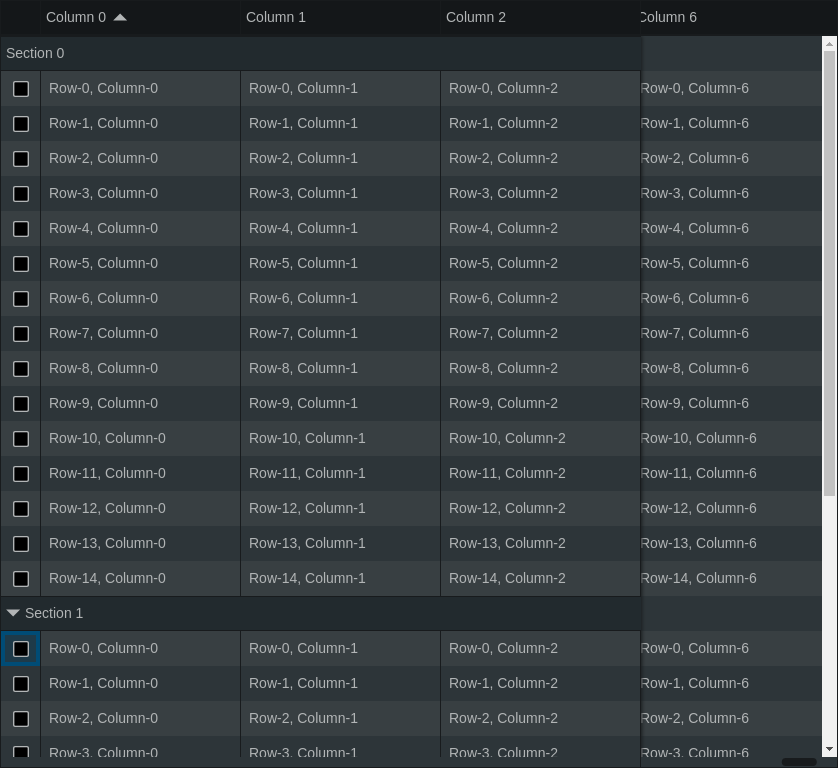 Column 0 Column 1 Column 2 Column 6
Section 0
Row-0, Column-0 Row-0, Column-1 Row-0, Column-2 Row-0, Column-6
Row-1, Column-0 Row-1, Column-1 Row-1, Column-2 Row-1, Column-6
Row-2, Column-0 Row-2, Column-1 Row-2, Column-2 Row-2, Column-6
Row-3, Column-0 Row-3, Column-1 Row-3, Column-2 Row-3, Column-6
Row-4, Column-0 Row-4, Column-1 Row-4, Column-2 Row-4, Column-6
Row-5, Column-0 Row-5, Column-1 Row-5, Column-2 Row-5, Column-6
Row-6, Column-0 Row-6, Column-1 Row-6, Column-2 Row-6, Column-6
Row-7, Column-0 Row-7, Column-1 Row-7, Column-2 Row-7, Column-6
Row-8, Column-0 Row-8, Column-1 Row-8, Column-2 Row-8, Column-6
Row-9, Column-0 Row-9, Column-1 Row-9, Column-2 Row-9, Column-6
Row-10, Column-0 Row-10, Column-1 Row-10, Column-2 Row-10, Column-6
Row-11, Column-0 Row-11, Column-1 Row-11, Column-2 Row-11, Column-6
Row-12, Column-0 Row-12, Column-1 Row-12, Column-2 Row-12, Column-6
Row-13, Column-0 Row-13, Column-1 Row-13, Column-2 Row-13, Column-6
Row-14, Column-0 Row-14, Column-1 Row-14, Column-2 Row-14, Column-6
Section 1
Row-0, Column-0 Row-0, Column-1 Row-0, Column-2 Row-0, Column-6
Row-1, Column-0 Row-1, Column-1 Row-1, Column-2 Row-1, Column-6
Row-2, Column-0 Row-2, Column-1 Row-2, Column-2 Row-2, Column-6
Row-3, Column-0 Row-3, Column-1 Row-3, Column-2 Row-3, Column-6